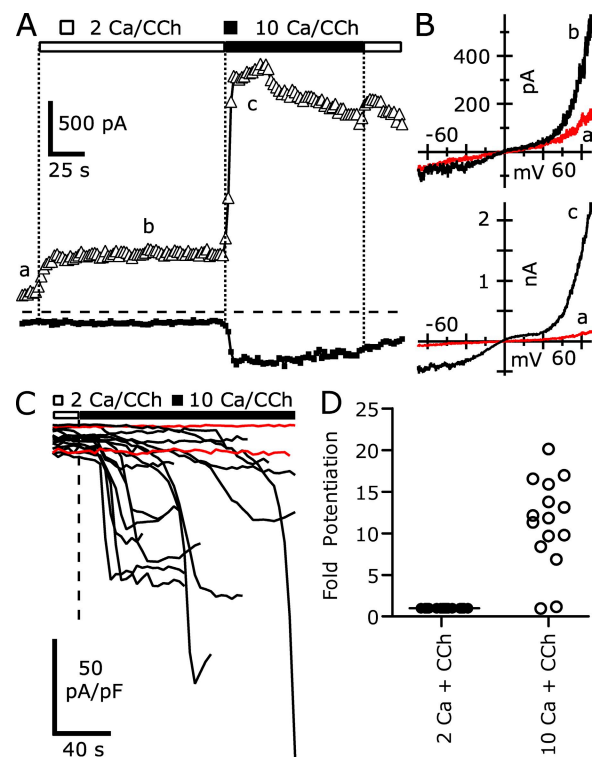 A
2 Ca/CCh 10 Ca/CCh
500 pA
25 s
a
b
c
B
400
200
pA
-60
mV 60
b
a
2
1
nA
-60
mV 60
c
a
C
2 Ca/CCh 10 Ca/CCh
50
pA/pF
40 s
D
Fold Potentiation
25
20
15
10
5
0
2 Ca + CCh
10 Ca + CCh